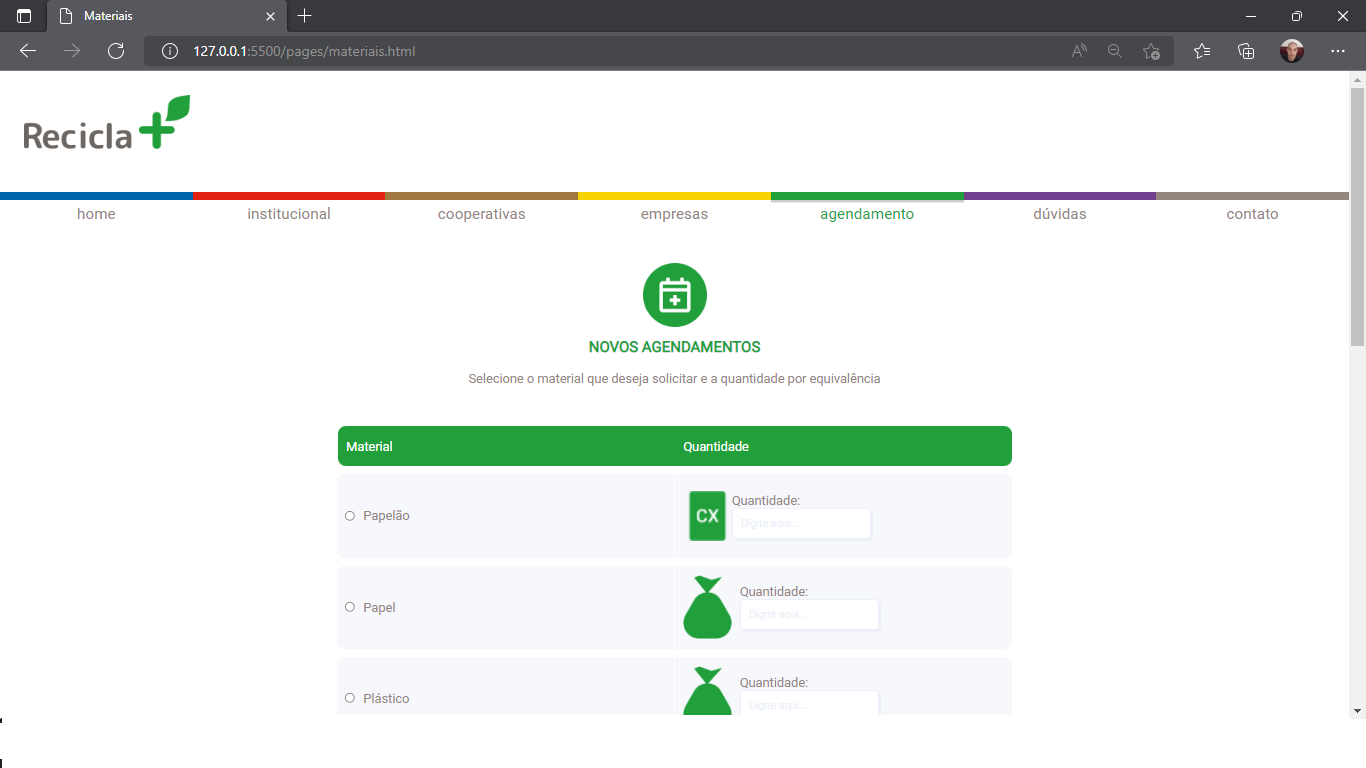 Materiais
127.0.0.1:5500/pages/materiais.html
Recicla
home institucional cooperativas empresas agendamento dúvidas contato
NOVOS AGENDAMENTOS
Selecione o material que deseja solicitar e a quantidade por equivalência
Material Quantidade
Quantidade:
Papelão CX
Digite aqui...
Quantidade:
Papel
Digite aqui...
Quantidade:
Plástico
Digite aqui...